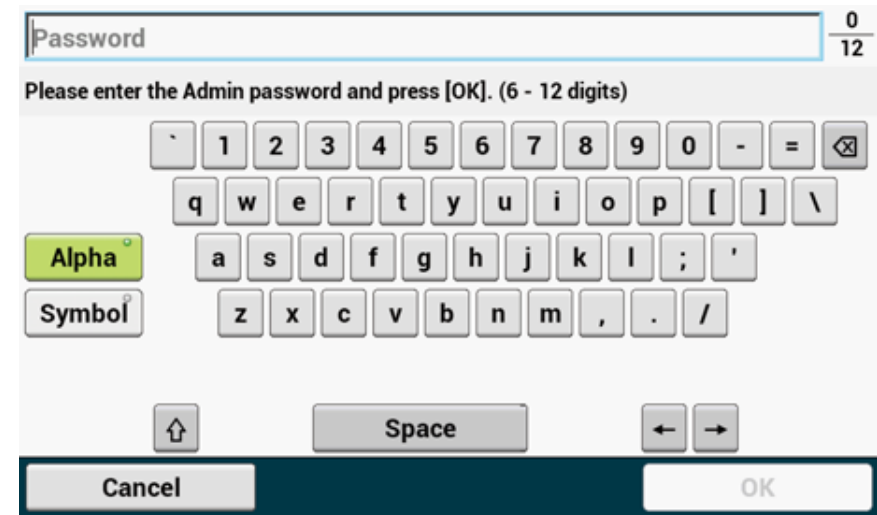 Password
0
12
Please enter the Admin password and press [OK]. (6 - 12 digits)
` 1 2 3 4 5 6 7 8 9 0 - =
q w e r t y u i o p [ ] \
Alpha a s d f g h j k l ; '
Symbol z x c v b n m , . /
Space ← →
Cancel OK